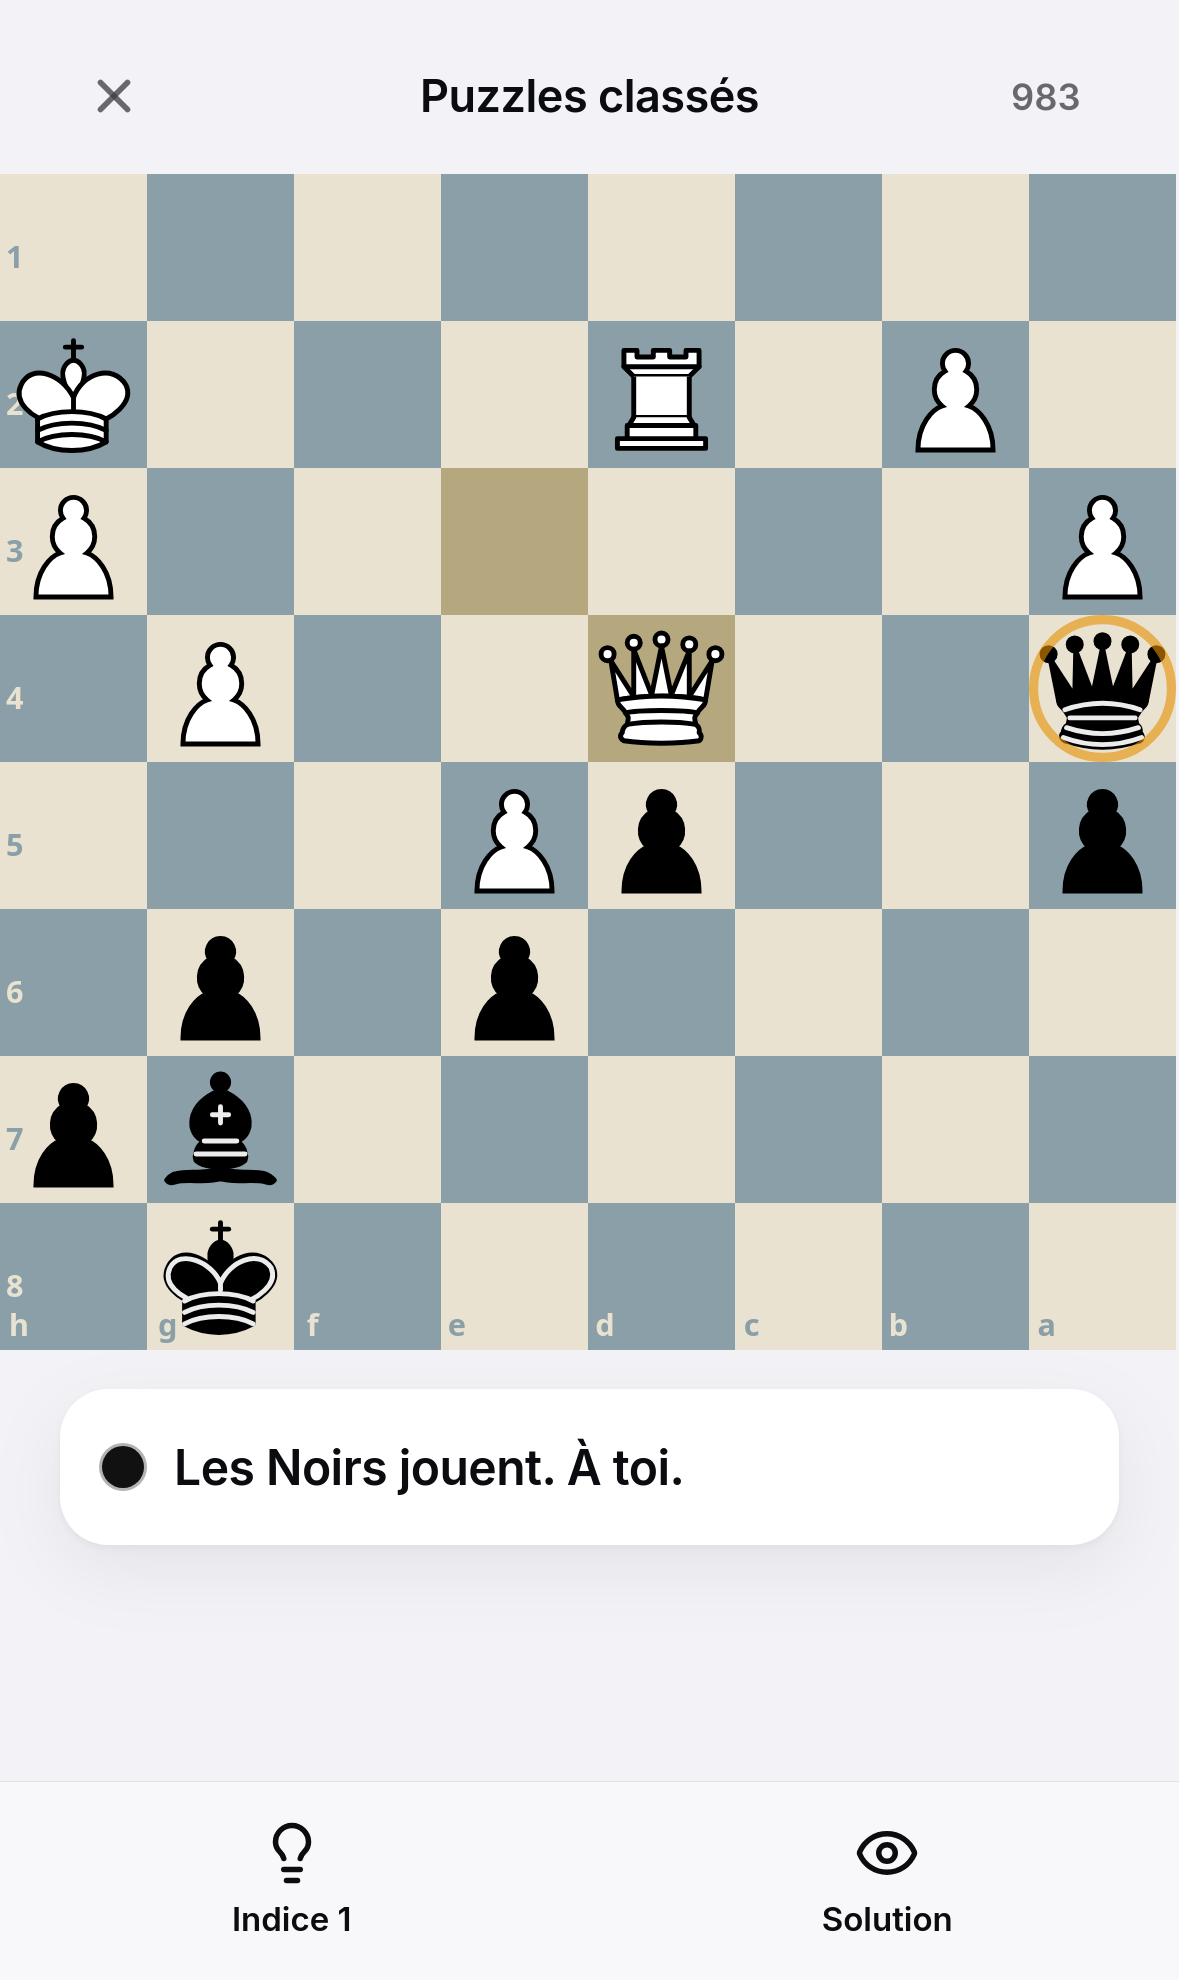 Puzzles classés
983
1
2
3
4
5
6
7
8
h g f e d c b a
Les Noirs jouent. À toi.
Indice 1
Solution